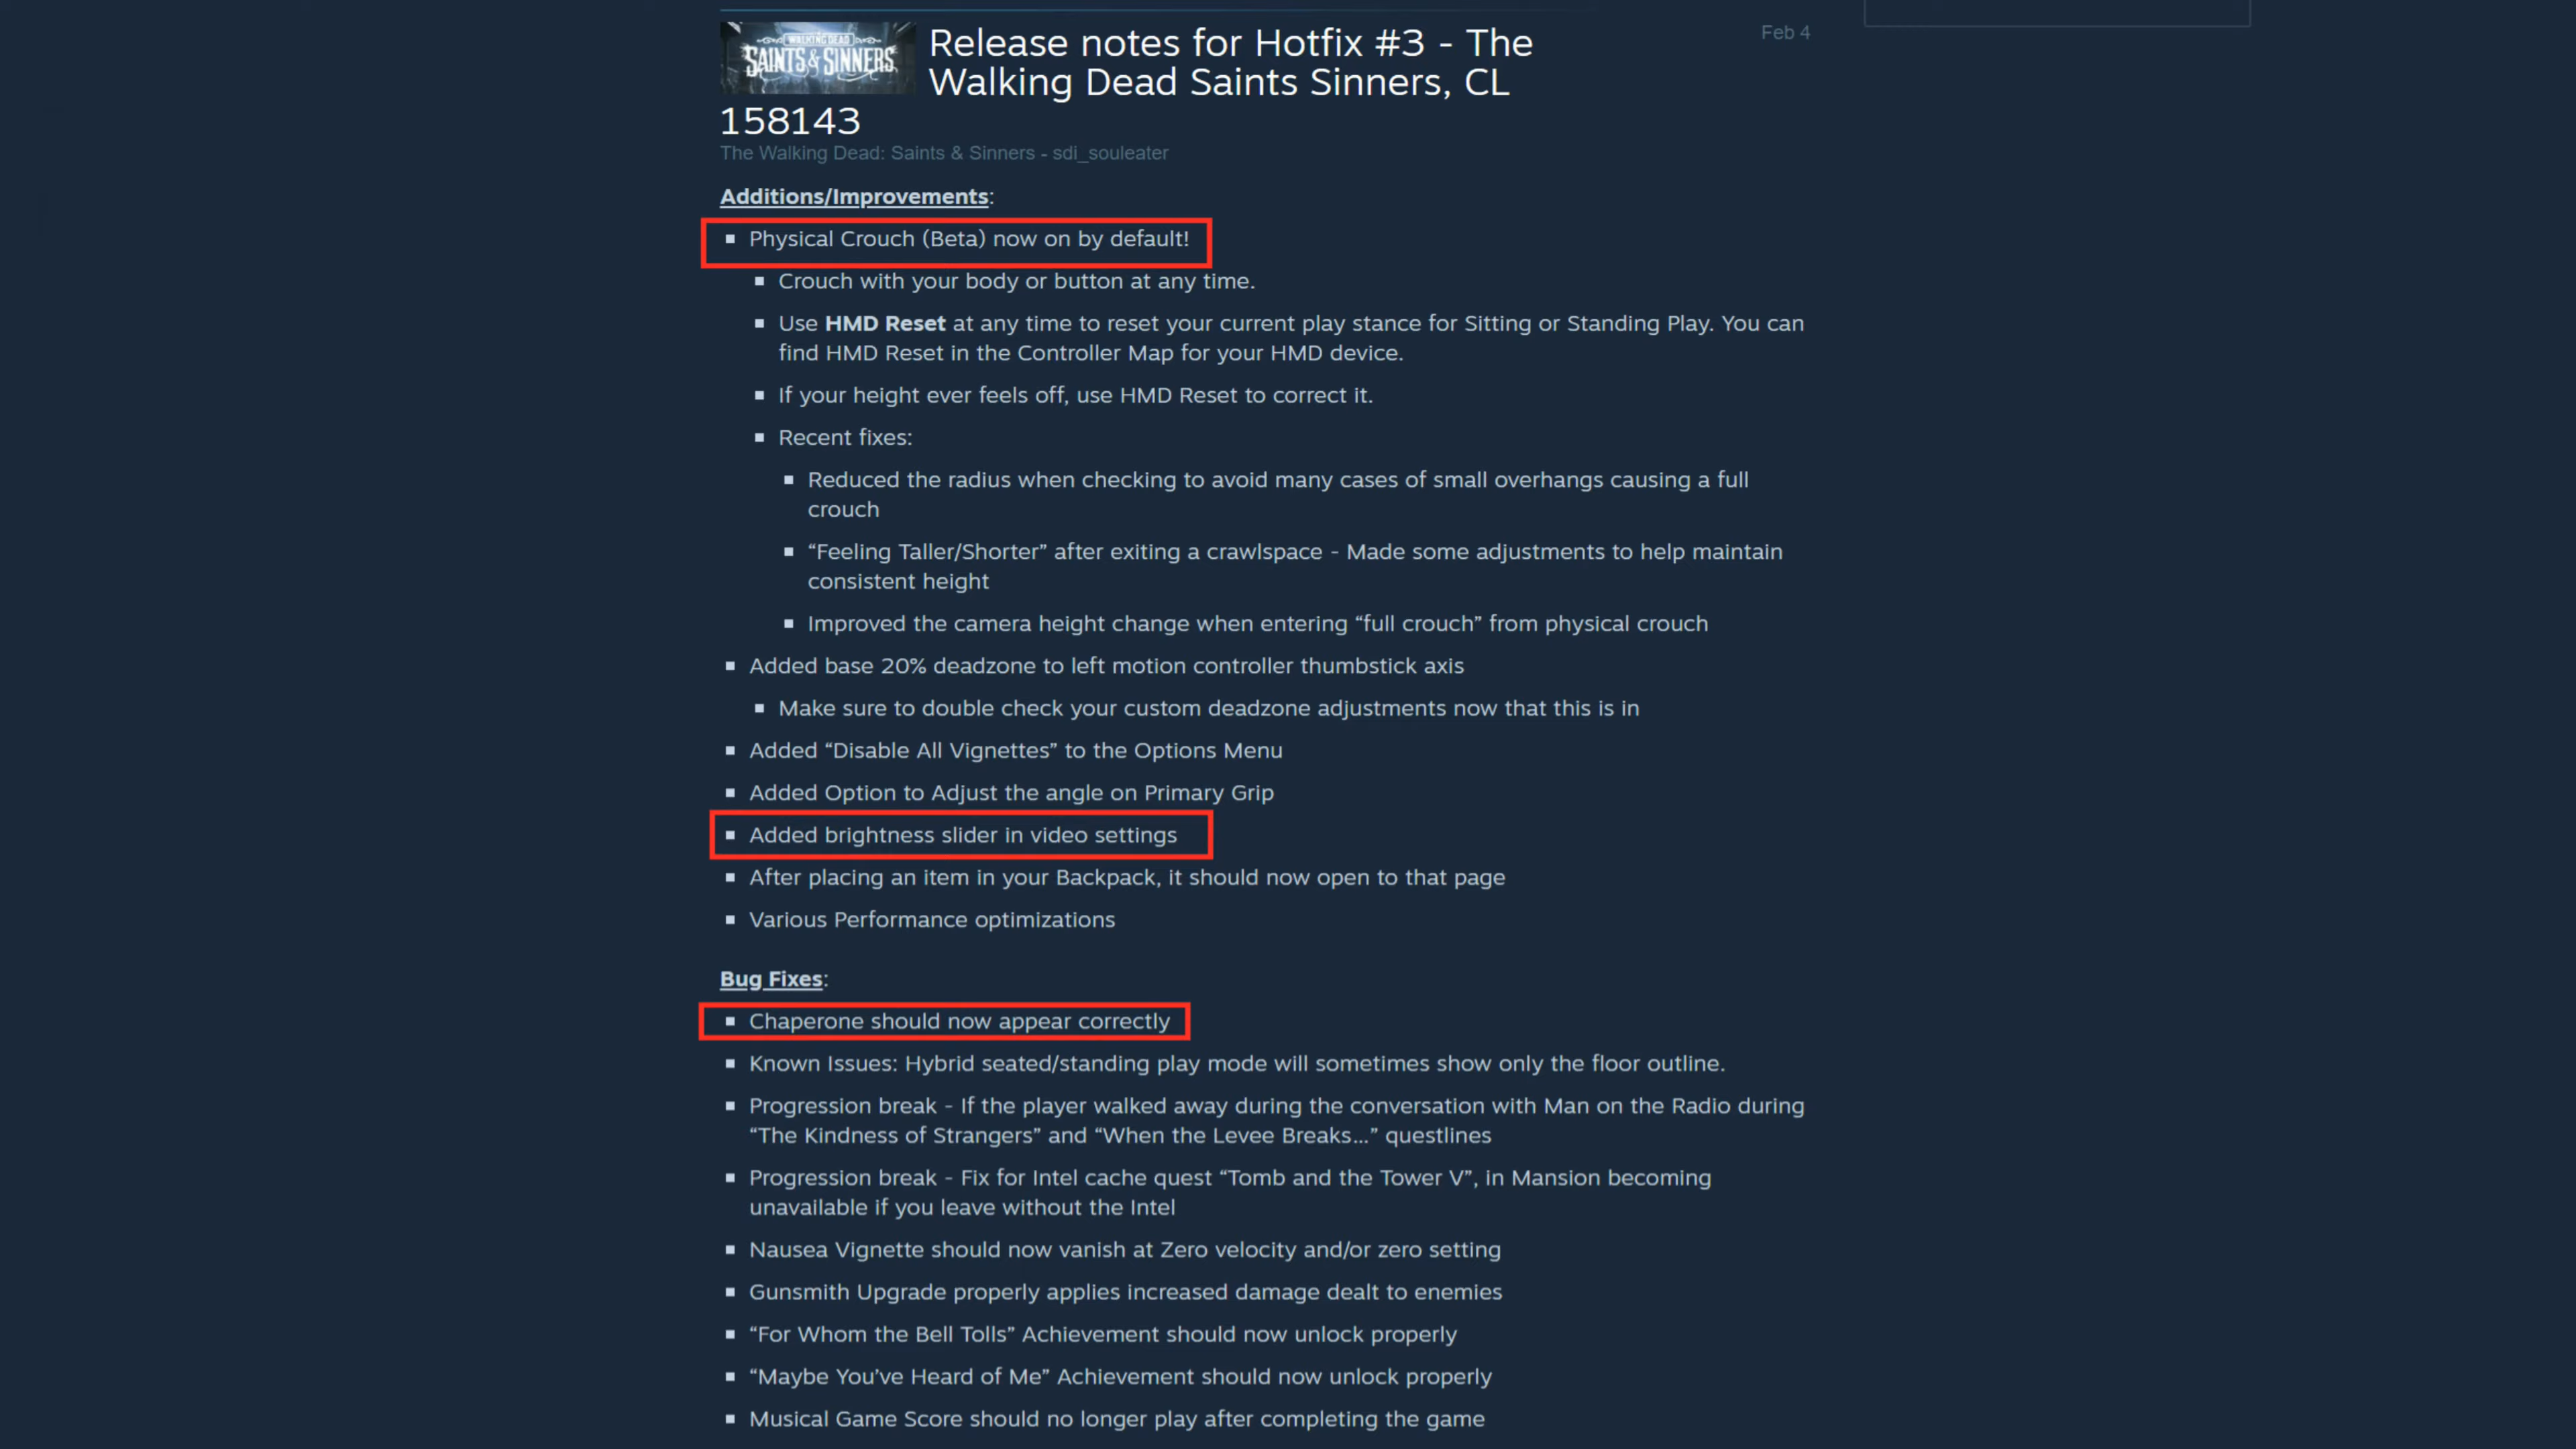 THE WALKING DEAD
SAINTS & SINNERS
Release notes for Hotfix #3 - The
Walking Dead Saints Sinners, CL
158143
Feb 4
The Walking Dead: Saints & Sinners - sdi_souleater
Additions/Improvements:
▪ Physical Crouch (Beta) now on by default!
▪ Crouch with your body or button at any time.
▪ Use HMD Reset at any time to reset your current play stance for Sitting or Standing Play. You can
find HMD Reset in the Controller Map for your HMD device.
▪ If your height ever feels off, use HMD Reset to correct it.
▪ Recent fixes:
▪ Reduced the radius when checking to avoid many cases of small overhangs causing a full
crouch
▪ “Feeling Taller/Shorter” after exiting a crawlspace - Made some adjustments to help maintain
consistent height
▪ Improved the camera height change when entering “full crouch” from physical crouch
▪ Added base 20% deadzone to left motion controller thumbstick axis
▪ Make sure to double check your custom deadzone adjustments now that this is in
▪ Added “Disable All Vignettes” to the Options Menu
▪ Added Option to Adjust the angle on Primary Grip
▪ Added brightness slider in video settings
▪ After placing an item in your Backpack, it should now open to that page
▪ Various Performance optimizations
Bug Fixes:
▪ Chaperone should now appear correctly
▪ Known Issues: Hybrid seated/standing play mode will sometimes show only the floor outline.
▪ Progression break - If the player walked away during the conversation with Man on the Radio during
“The Kindness of Strangers” and “When the Levee Breaks...” questlines
▪ Progression break - Fix for Intel cache quest “Tomb and the Tower V”, in Mansion becoming
unavailable if you leave without the Intel
▪ Nausea Vignette should now vanish at Zero velocity and/or zero setting
▪ Gunsmith Upgrade properly applies increased damage dealt to enemies
▪ “For Whom the Bell Tolls” Achievement should now unlock properly
▪ “Maybe You’ve Heard of Me” Achievement should now unlock properly
▪ Musical Game Score should no longer play after completing the game